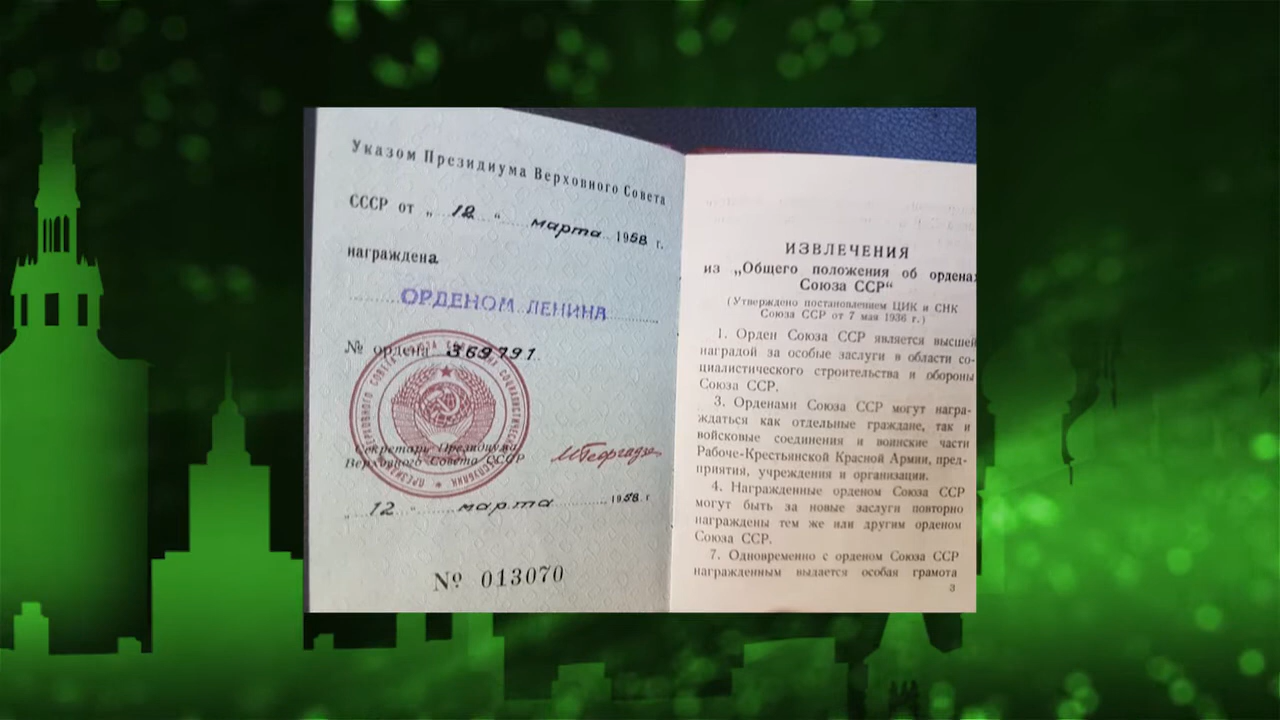 Указом Президиума Верховного Совета
СССР от „ 12 “ марта 1958 г.
награждена
ОРДЕНОМ ЛЕНИНА
№ ордена 369791
Секретарь Президиума
Верховного Совета СССР
МГеоргадзе
„ 12 “ марта 1958 г
№ 013070
ИЗВЛЕЧЕНИЯ
из „Общего положения об ордена
Союза ССР“
(Утверждено постановлением ЦИК и СНК
Союза ССР от 7 мая 1936 г.)
1. Орден Союза ССР является высшей
наградой за особые заслуги в области со-
циалистического строительства и обороны
Союза ССР.
3. Орденами Союза ССР могут награ-
ждаться как отдельные граждане, так и
войсковые соединения и воинские части
Рабоче-Крестьянской Красной Армии, пред-
приятия, учреждения и организации.
4. Награжденные орденом Союза ССР
могут быть за новые заслуги повторно
награждены тем же или другим орденом
Союза ССР.
7. Одновременно с орденом Союза ССР
награжденным выдается особая грамота
3